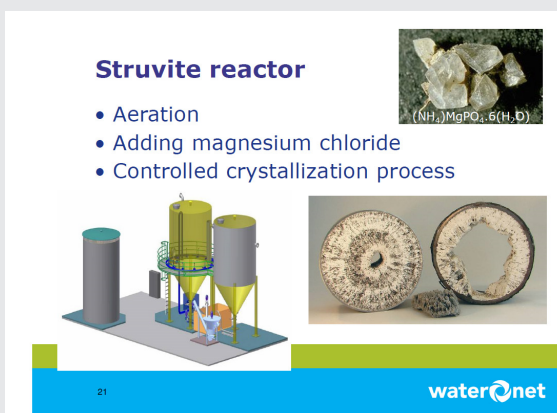 Struvite reactor
(NH₄)MgPO₄.6(H₂O)
• Aeration
• Adding magnesium chloride
• Controlled crystallization process
21
waternet